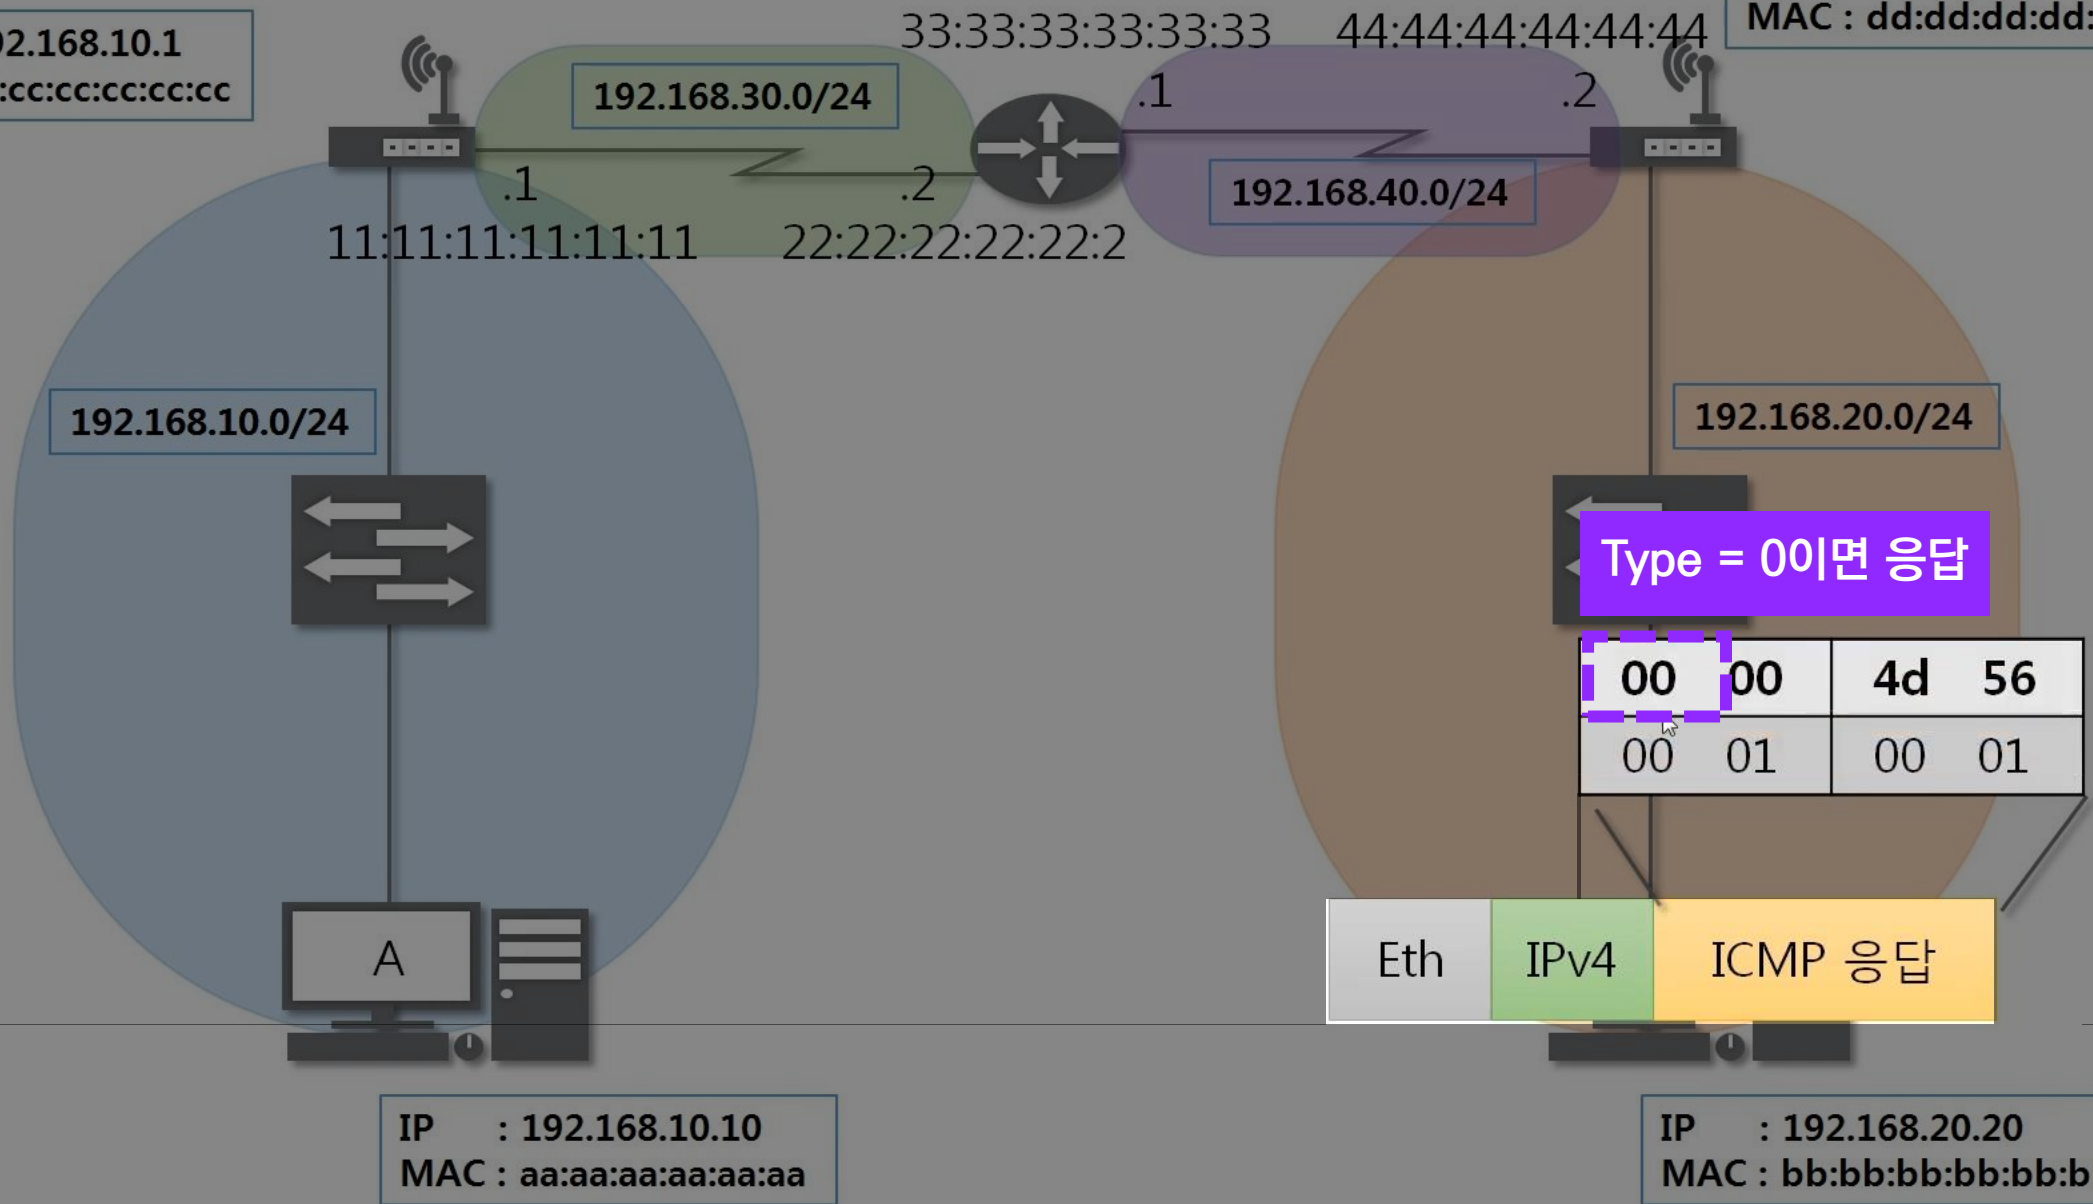 33:33:33:33:33:33
44:44:44:44:44:44
MAC : dd:dd:dd:dd:
92.168.10.1
:cc:cc:cc:cc:cc
192.168.30.0/24
.1
.2
.1
.2
192.168.40.0/24
11:11:11:11:11:11
22:22:22:22:22:2
192.168.10.0/24
192.168.20.0/24
Type = 0이면 응답
00 00 4d 56
00 01 00 01
A
Eth
IPv4
ICMP 응답
IP : 192.168.10.10
MAC : aa:aa:aa:aa:aa:aa
IP : 192.168.20.20
MAC : bb:bb:bb:bb:bb:b